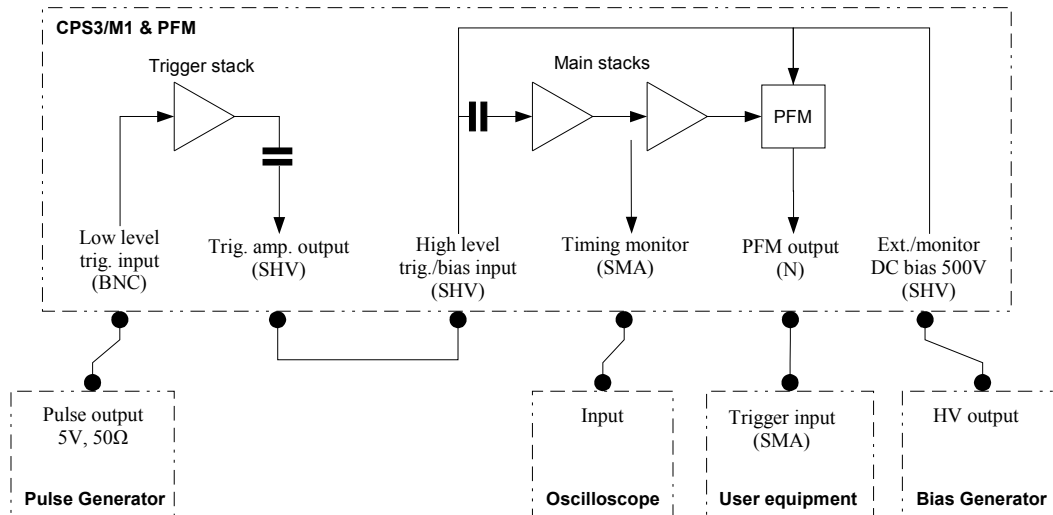 CPS3/M1 & PFM
Trigger stack
Main stacks
PFM
Low level
trig. input
(BNC)
Trig. amp. output
(SHV)
High level
trig./bias input
(SHV)
Timing monitor
(SMA)
PFM output
(N)
Ext./monitor
DC bias 500V
(SHV)
Pulse output
5V, 50Ω
Pulse Generator
Input
Oscilloscope
Trigger input
(SMA)
User equipment
HV output
Bias Generator